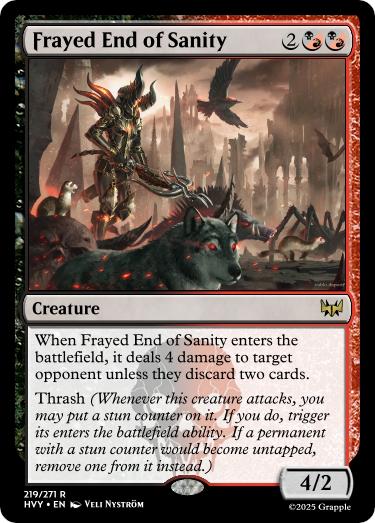 Frayed End of Sanity 2
Creature
When Frayed End of Sanity enters the
battlefield, it deals 4 damage to target
opponent unless they discard two cards.
Thrash (Whenever this creature attacks, you
may put a stun counter on it. If you do, trigger
its enters the battlefield ability. If a permanent
with a stun counter would become untapped,
remove one from it instead.)
4/2
219/271 R
HVY • EN Veli Nyström
©2025 Grapple